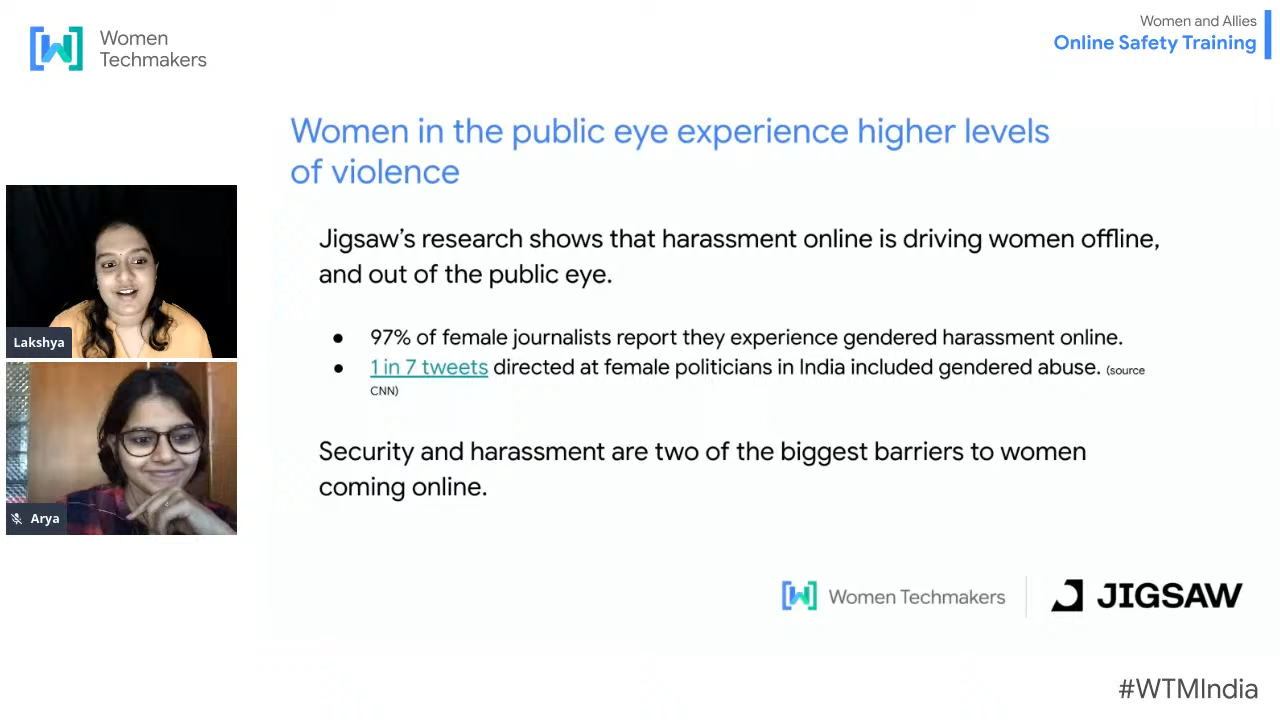 Women
Techmakers
Women and Allies
Online Safety Training
Women in the public eye experience higher levels
of violence
Jigsaw's research shows that harassment online is driving women offline,
and out of the public eye.
● 97% of female journalists report they experience gendered harassment online.
● 1 in 7 tweets directed at female politicians in India included gendered abuse. (source
CNN)
Security and harassment are two of the biggest barriers to women
coming online.
Lakshya
Arya
Women Techmakers
JIGSAW
#WTMIndia